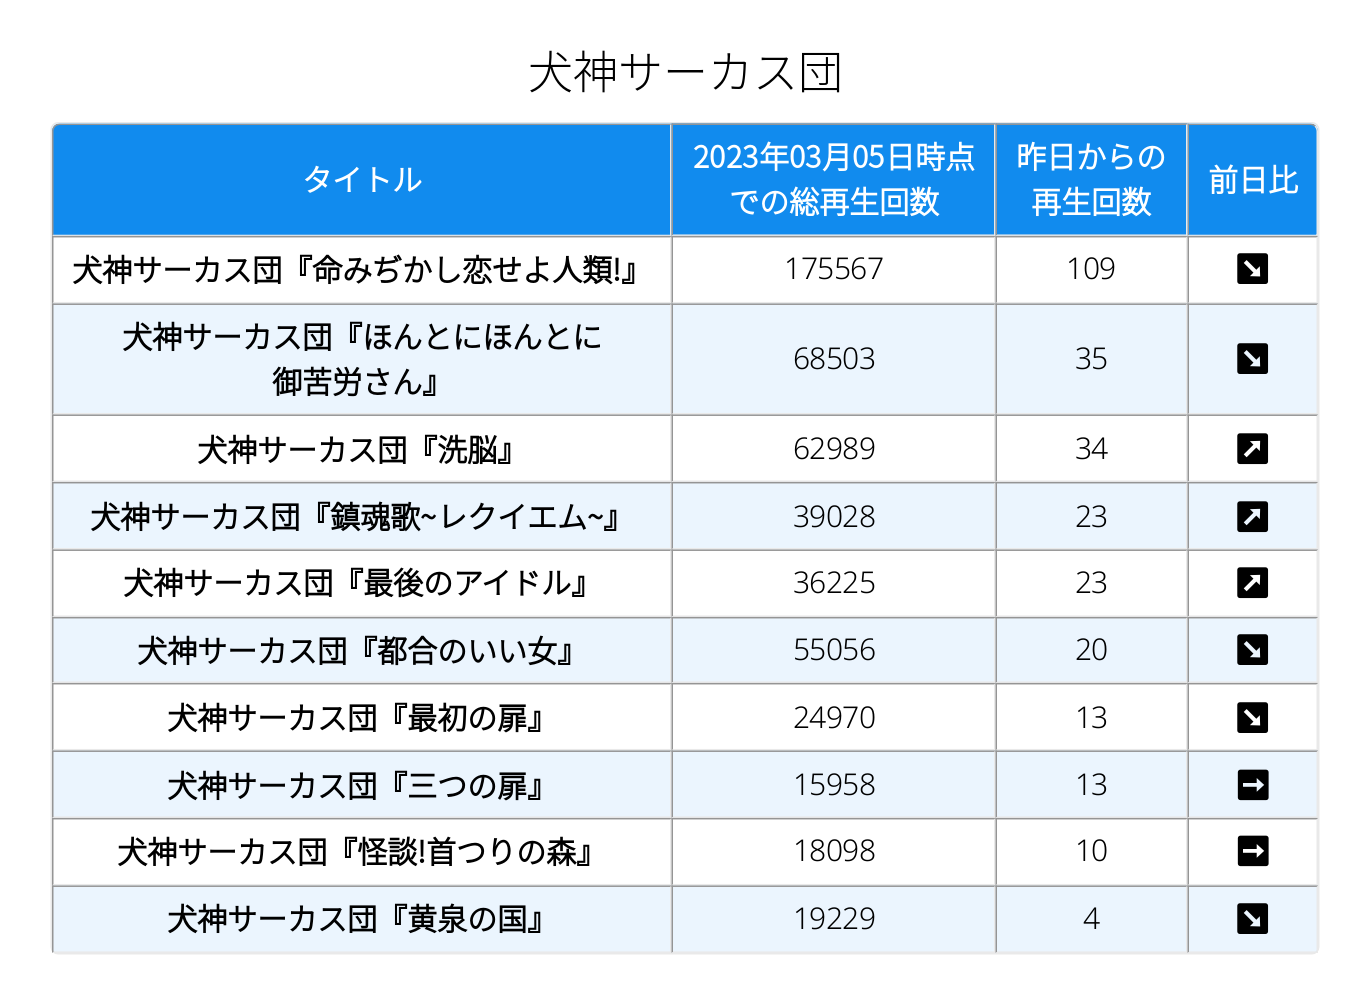 犬神サーカス団
タイトル
2023年03月05日時点
での総再生回数
昨日からの
再生回数
前日比
犬神サーカス団『命みぢかし恋せよ人類!』
175567
109
↘
犬神サーカス団『ほんとにほんとに
御苦労さん』
68503
35
↘
犬神サーカス団『洗脳』
62989
34
↗
犬神サーカス団『鎮魂歌~レクイエム~』
39028
23
↗
犬神サーカス団『最後のアイドル』
36225
23
↗
犬神サーカス団『都合のいい女』
55056
20
↘
犬神サーカス団『最初の扉』
24970
13
↘
犬神サーカス団『三つの扉』
15958
13
→
犬神サーカス団『怪談!首つりの森』
18098
10
→
犬神サーカス団『黄泉の国』
19229
4
↘